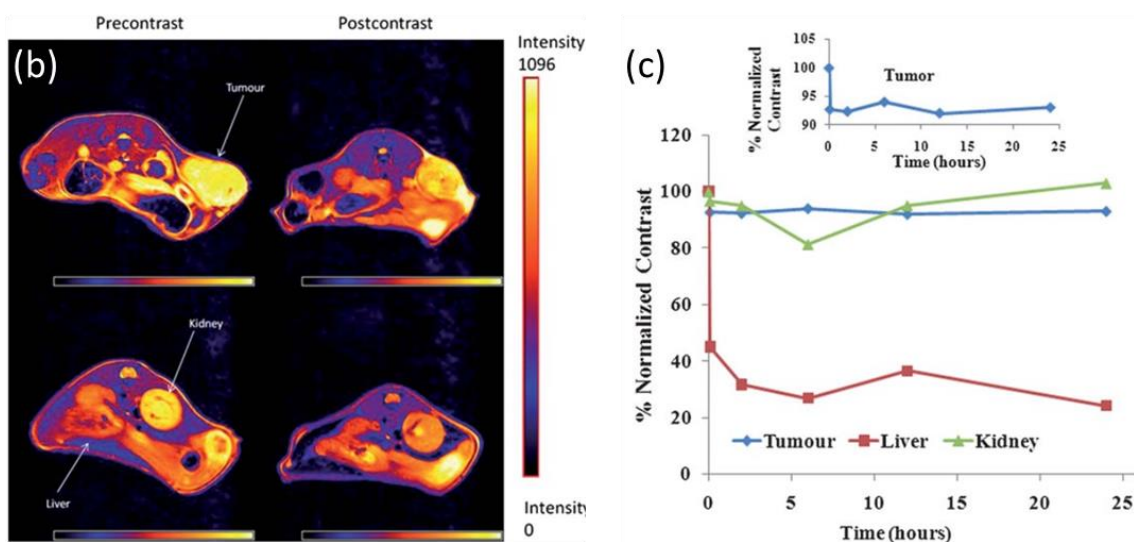 Precontrast
Postcontrast
(b)
Intensity
1096
Tumour
Kidney
Liver
Intensity
0
(c)
105
100
95
90
% Normalized
Contrast
Tumor
0
5
10
15
20
25
Time (hours)
120
100
80
60
40
20
0
% Normalized Contrast
Tumour
Liver
Kidney
0
5
10
15
20
25
Time (hours)